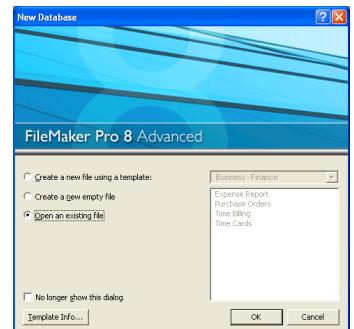 New Database
FileMaker Pro 8 Advanced
Create a new file using a template:
Business - Finance
Create a new empty file
Open an existing file
Expense Report
Purchase Orders
Time Billing
Time Cards
No longer show this dialog
Template Info...
OK
Cancel